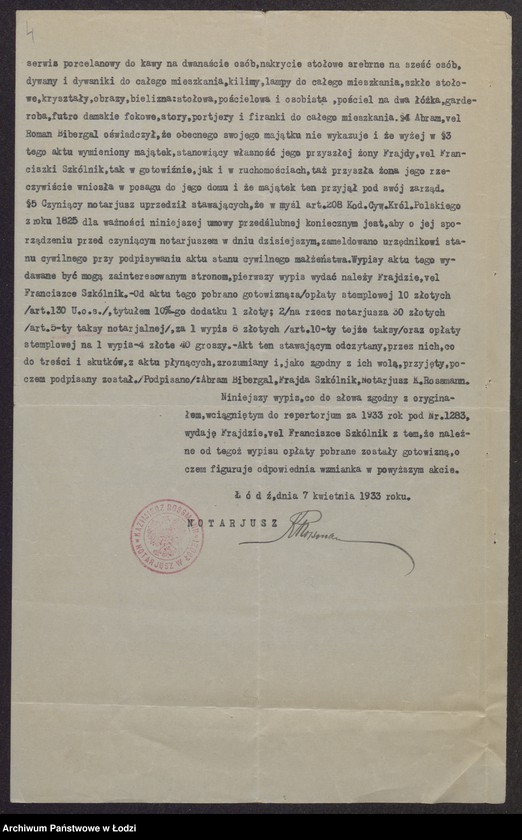 4
serwis porcelanowy do kawy na dwanaście osób,nakrycie stołowe srebrne na sześć osób,
dywany i dywaniki do całego mieszkania,kilimy,lampy do całego mieszkania,szkło stoło-
we,kryształy,obrazy,bielizna:stołowa,pościelowa i osobista ,pościel na dwa łóżka,garde-
roba,futro damskie fokowe,story,portjery i firanki do całego mieszkania.§4 Abram,vel
Roman Bibergal oświadczył,że obecnego swojego majątku nie wykazuje i że wyżej w §3
tego aktu wymieniony majątek,stanowiący własność jego przyszłej żony Frajdy,vel Fran-
ciszki Szkólnik,tak w gotowiźnie,jak i w ruchomościach,taż przyszła żona jego rze-
czywiście wniosła w posagu do jego domu i że majątek ten przyjął pod swój zarząd.
§5 Czyniący notarjusz uprzedził stawających,że w myśl art.208 Kod.Cyw.Król.Polskiego
z roku 1825 dla ważności niniejszej umowy przedślubnej koniecznem jest,aby o jej spo-
rządzeniu przed czyniącym notarjuszem w dniu dzisiejszym,zameldowano urzędnikowi sta-
nu cywilnego przy podpisywaniu aktu stanu cywilnego małżeństwa.Wypisy aktu tego wy-
dawane być mogą zainteresowanym stronom,pierwszy wypis wydać należy Frajdzie,vel
Franciszce Szkólnik.-Od aktu tego pobrano gotowizną:a/opłaty stemplowej 10 złotych
/art.130 U.o.s./,tytułem 10%-go dodatku 1 złoty; 2/na rzecz notarjusza 30 złotych
/art.5-ty taksy notarjalnej/,za 1 wypis 6 złotych /art.10-ty tejże taksy/oraz opłaty
stemplowej na 1 wypis-4 złote 40 groszy.-Akt ten stawającym odczytany,przez nich,co
do treści i skutków,z aktu płynących,zrozumiany i,jako zgodny z ich wolą,przyjęty,po-
czem podpisany został./Podpisano/:Abram Bibergal,Frajda Szkólnik,Notarjusz K.Rossmann.
Niniejszy wypis,co do słowa zgodny z orygina-
łem,wciągniętym do repertorjum za 1933 rok pod Nr.1283,
wydaję Frajdzie,vel Franciszce Szkólnik z tem,że należ-
ne od tegoż wypisu opłaty pobrane zostały gotowizną,o
czem figuruje odpowiednia wzmianka w powyższym akcie.
Ł ó d ź,dnia 7 kwietnia 1933 roku.
NOTARJUSZ
KAZIMIERZ ROSSMAN
NOTARJUSZ W ŁODZI
Archiwum Państwowe w Łodzi